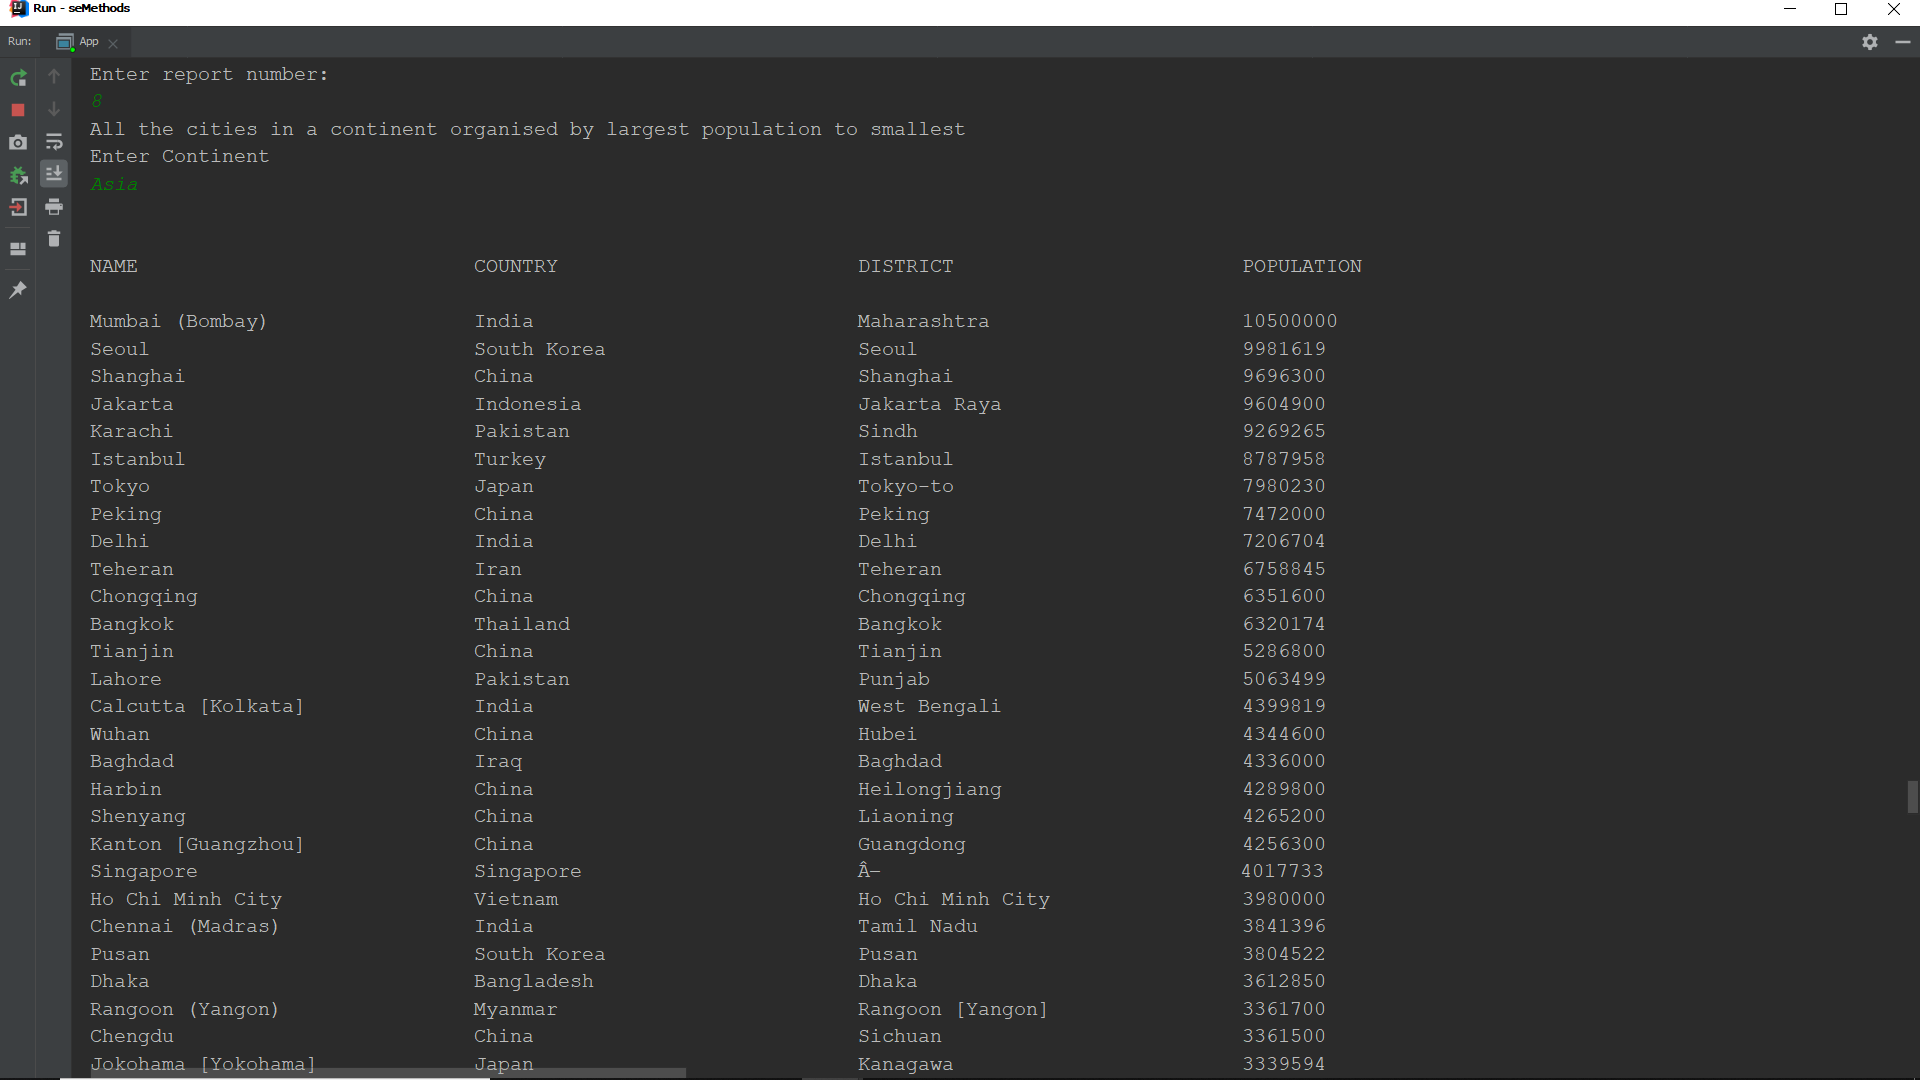 Run - seMethods
Run: App
Enter report number:
8
All the cities in a continent organised by largest population to smallest
Enter Continent
Asia
NAME COUNTRY DISTRICT POPULATION
Mumbai (Bombay) India Maharashtra 10500000
Seoul South Korea Seoul 9981619
Shanghai China Shanghai 9696300
Jakarta Indonesia Jakarta Raya 9604900
Karachi Pakistan Sindh 9269265
Istanbul Turkey Istanbul 8787958
Tokyo Japan Tokyo-to 7980230
Peking China Peking 7472000
Delhi India Delhi 7206704
Teheran Iran Teheran 6758845
Chongqing China Chongqing 6351600
Bangkok Thailand Bangkok 6320174
Tianjin China Tianjin 5286800
Lahore Pakistan Punjab 5063499
Calcutta [Kolkata] India West Bengali 4399819
Wuhan China Hubei 4344600
Baghdad Iraq Baghdad 4336000
Harbin China Heilongjiang 4289800
Shenyang China Liaoning 4265200
Kanton [Guangzhou] China Guangdong 4256300
Singapore Singapore Â– 4017733
Ho Chi Minh City Vietnam Ho Chi Minh City 3980000
Chennai (Madras) India Tamil Nadu 3841396
Pusan South Korea Pusan 3804522
Dhaka Bangladesh Dhaka 3612850
Rangoon (Yangon) Myanmar Rangoon [Yangon] 3361700
Chengdu China Sichuan 3361500
Jokohama [Yokohama] Japan Kanagawa 3339594